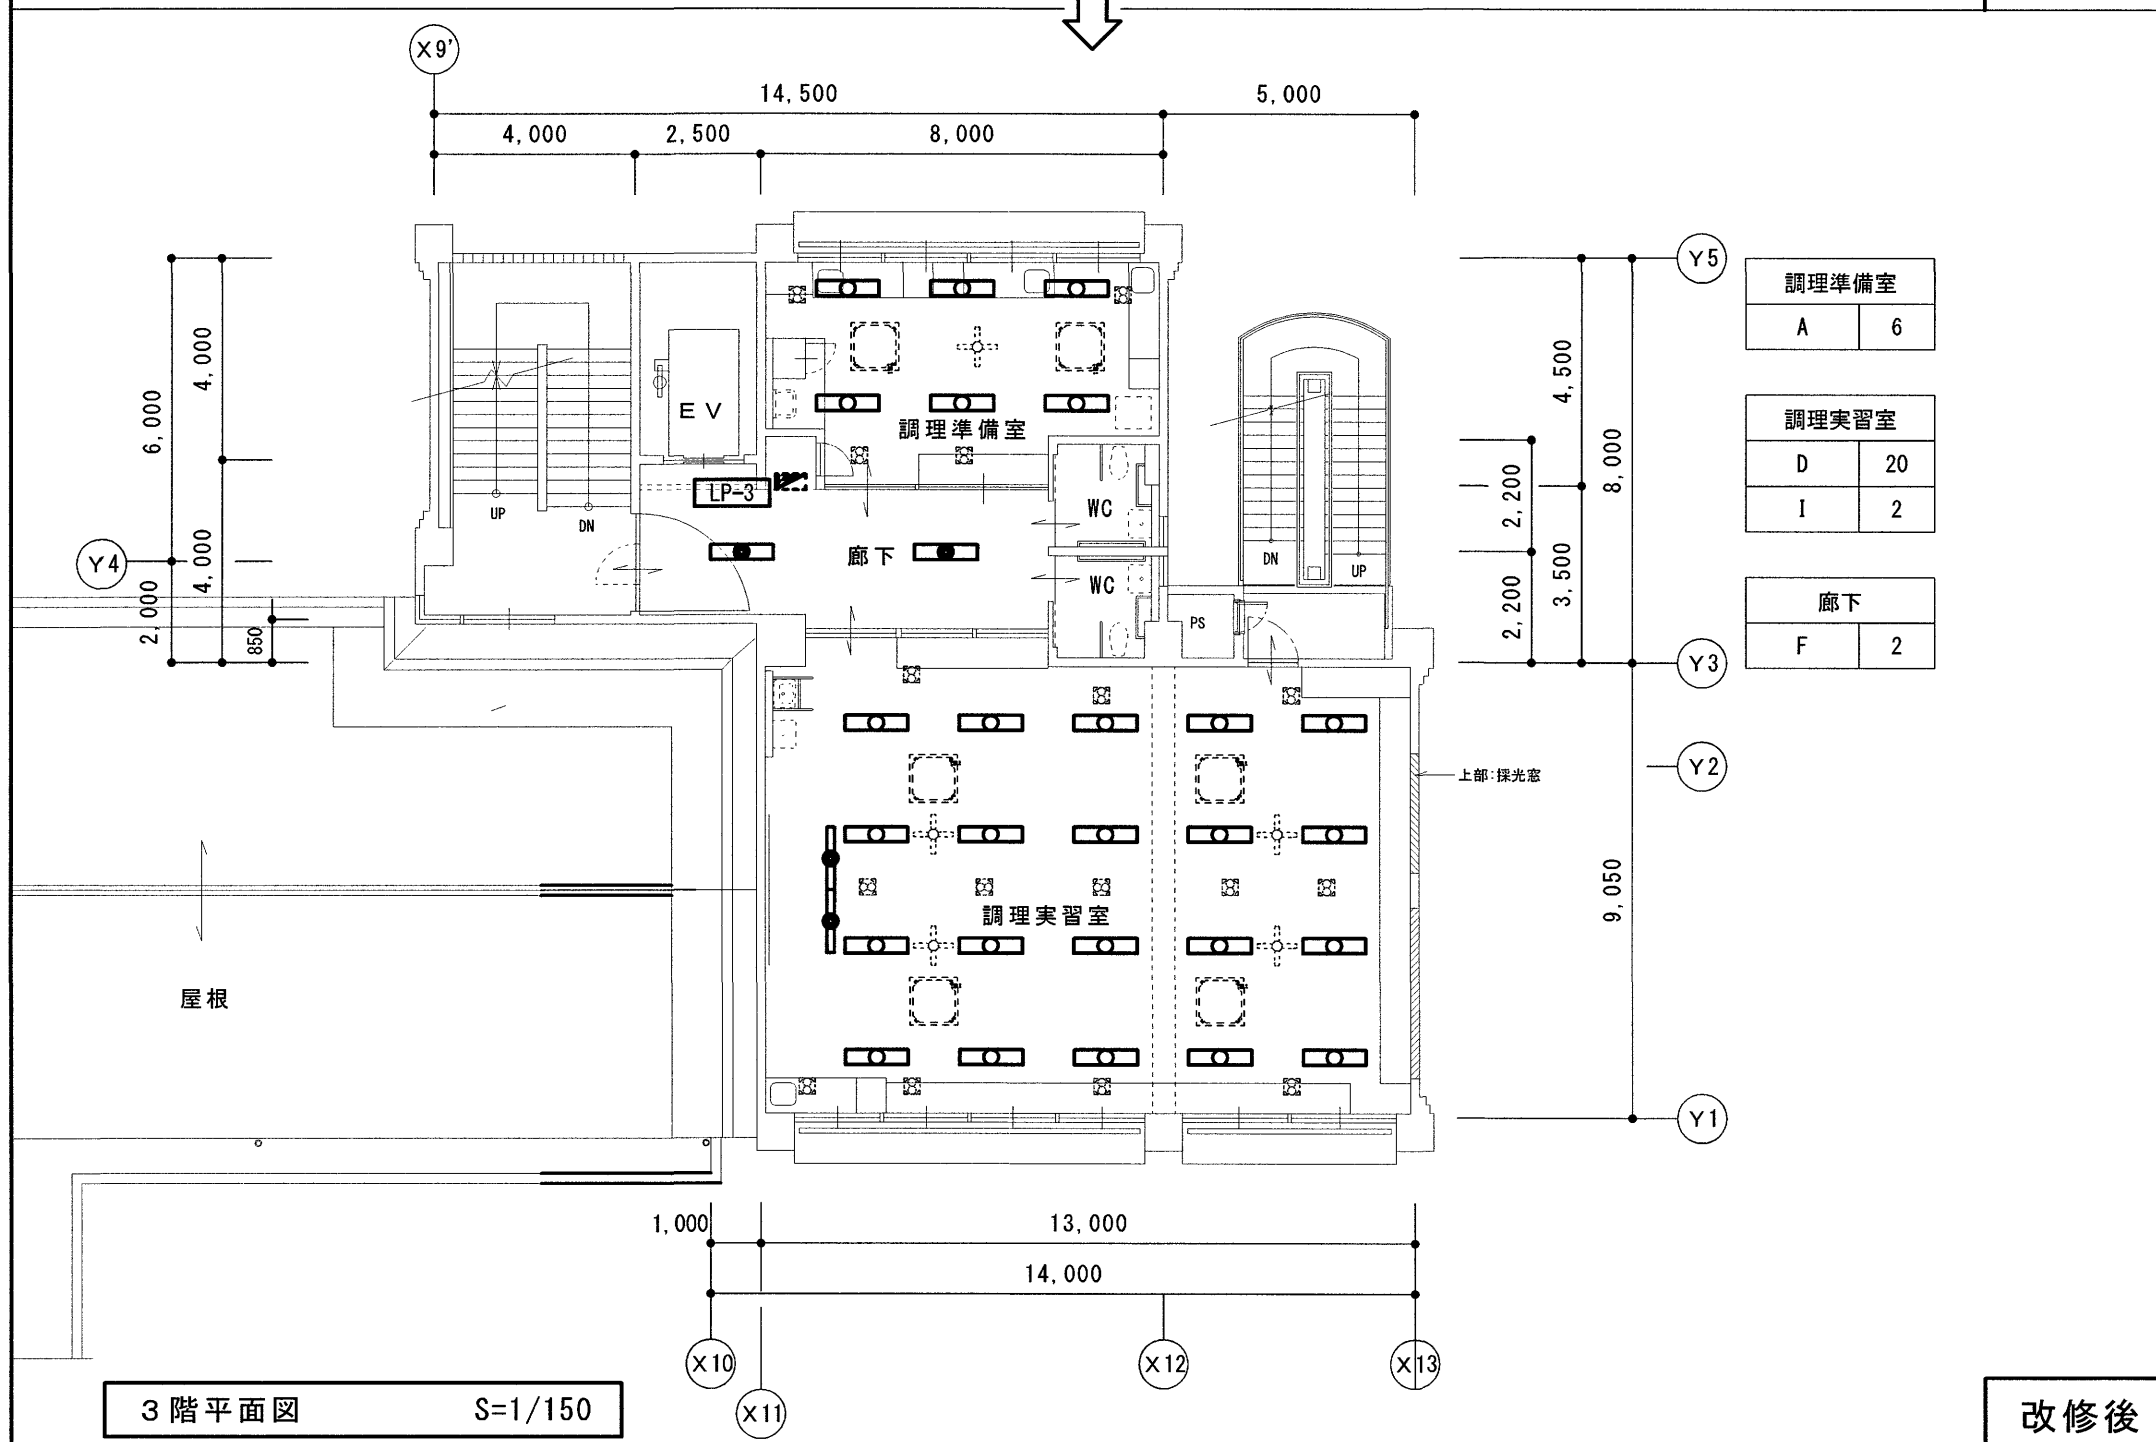 X9'
14,500
5,000
4,000
2,500
8,000
Y5
調理準備室
A 6
4,000
6,000
4,500
8,000
EV
調理準備室
調理実習室
D 20
I 2
2,200
LP-3
UP
DN
WC
廊下
Y4
4,000
2,000
850
DN
UP
3,500
2,200
WC
PS
廊下
F 2
Y3
Y2
上部:採光窓
9,050
調理実習室
屋根
Y1
1,000
13,000
14,000
X10
X12
X13
X11
3階平面図 S=1/150
改修後